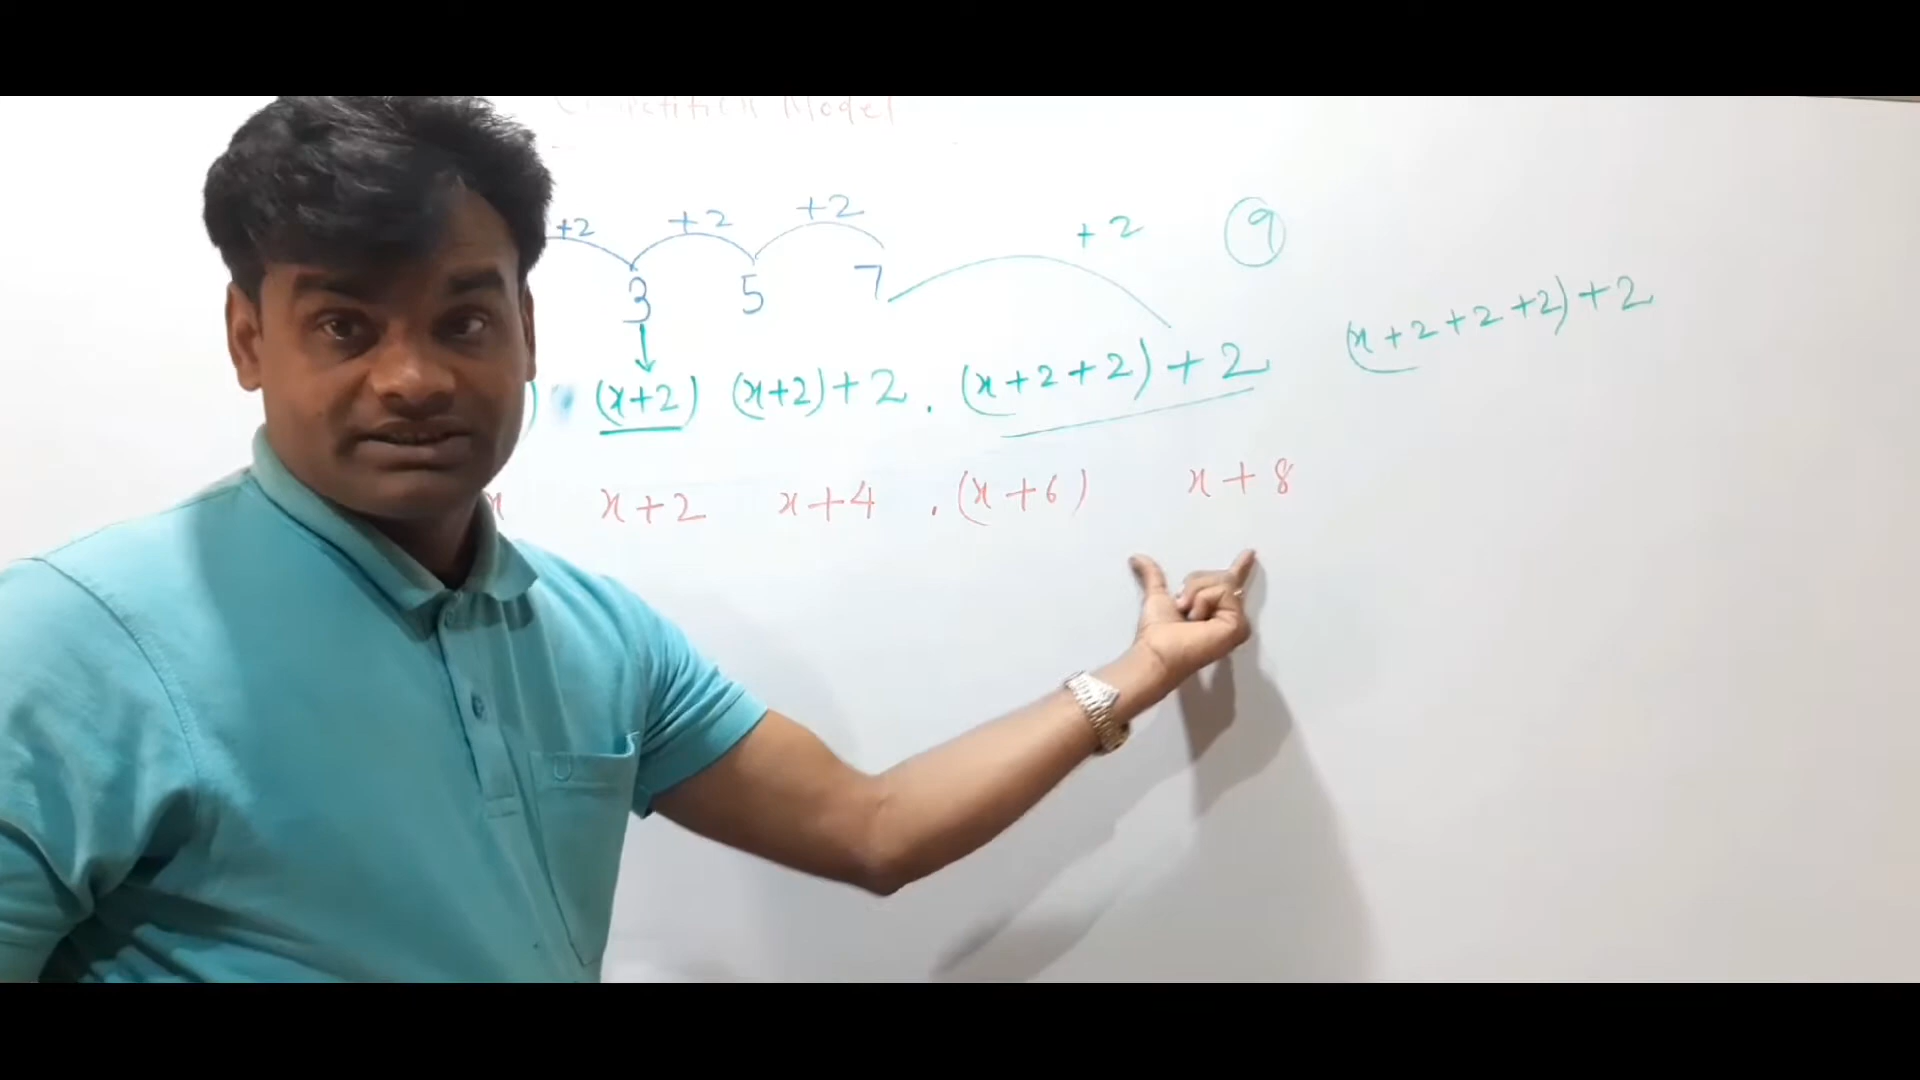 Model
+2 +2 +2 +2 9
3 5 7
(x+2) (x+2)+2 . (x+2+2)+2 (x+2+2+2)+2
x x+2 x+4 . (x+6) x+8